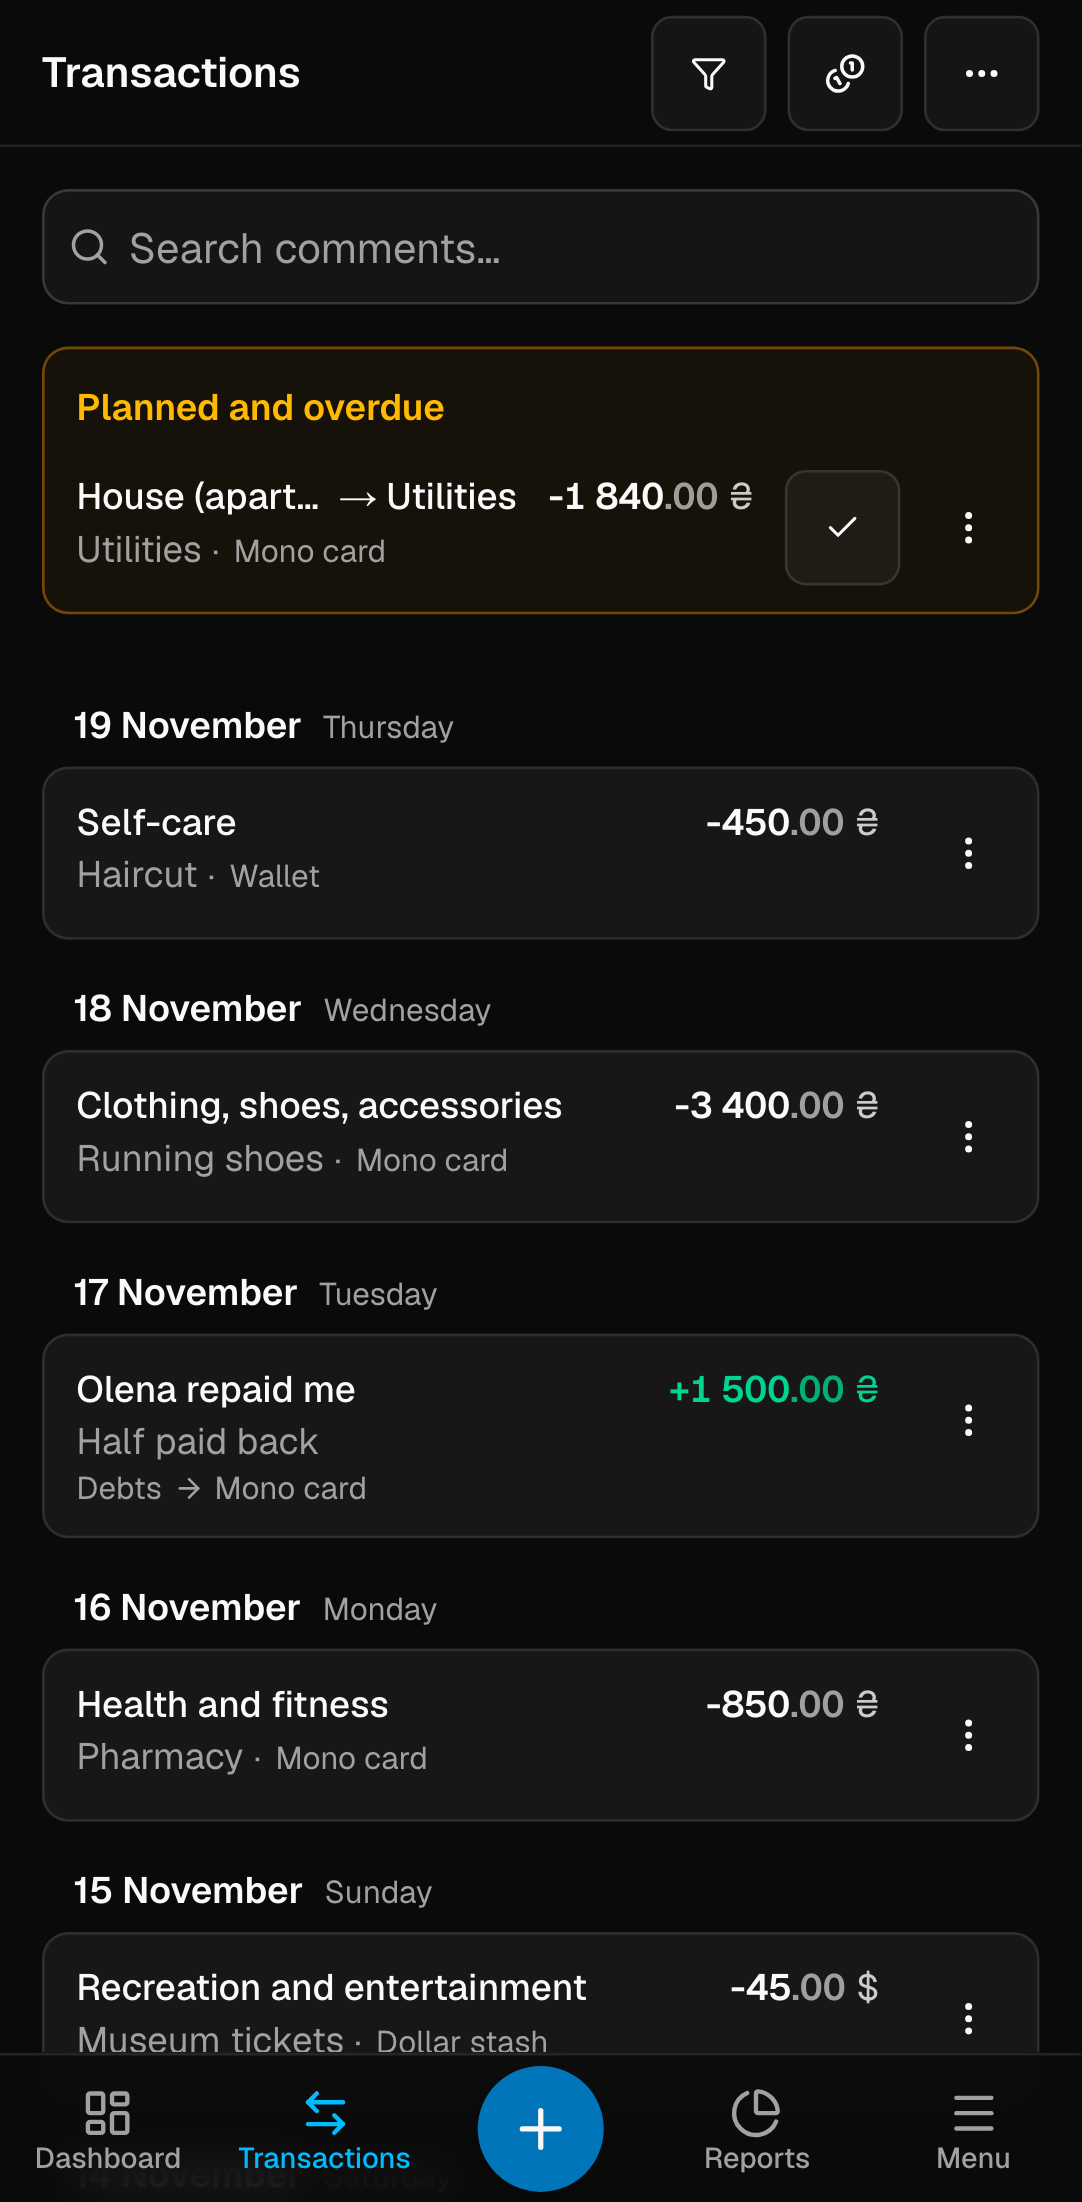 Transactions
Search comments...
Planned and overdue
House (apart... → Utilities -1 840.00 ₴
Utilities · Mono card
19 November Thursday
Self-care -450.00 ₴
Haircut · Wallet
18 November Wednesday
Clothing, shoes, accessories -3 400.00 ₴
Running shoes · Mono card
17 November Tuesday
Olena repaid me +1 500.00 ₴
Half paid back
Debts → Mono card
16 November Monday
Health and fitness -850.00 ₴
Pharmacy · Mono card
15 November Sunday
Recreation and entertainment -45.00 $
Museum tickets · Dollar stash
14 November Saturday
Dashboard Transactions Reports Menu